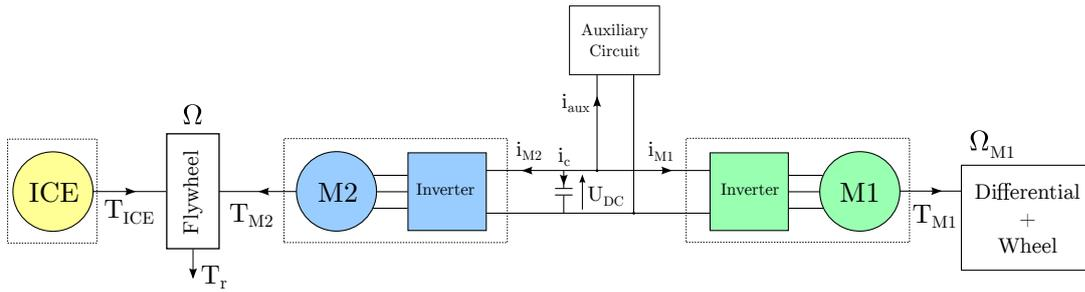 Auxiliary
Circuit
i_aux
Ω
i_M2
i_c
i_M1
Ω_M1
ICE
T_ICE
Flywheel
T_M2
M2
Inverter
U_DC
Inverter
M1
T_M1
Differential
+
Wheel
T_r